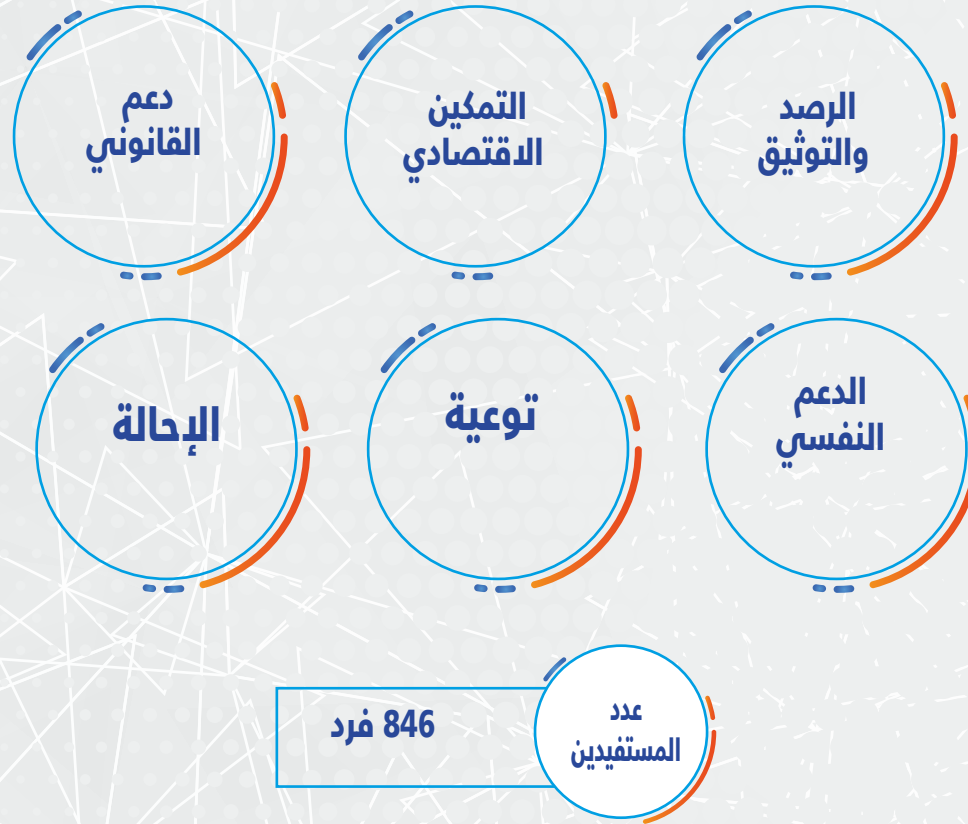 الرصد
والتوثيق
التمكين
الاقتصادي
دعم
القانوني
الدعم
النفسي
توعية
الإحالة
عدد
المستفيدين
846 فرد